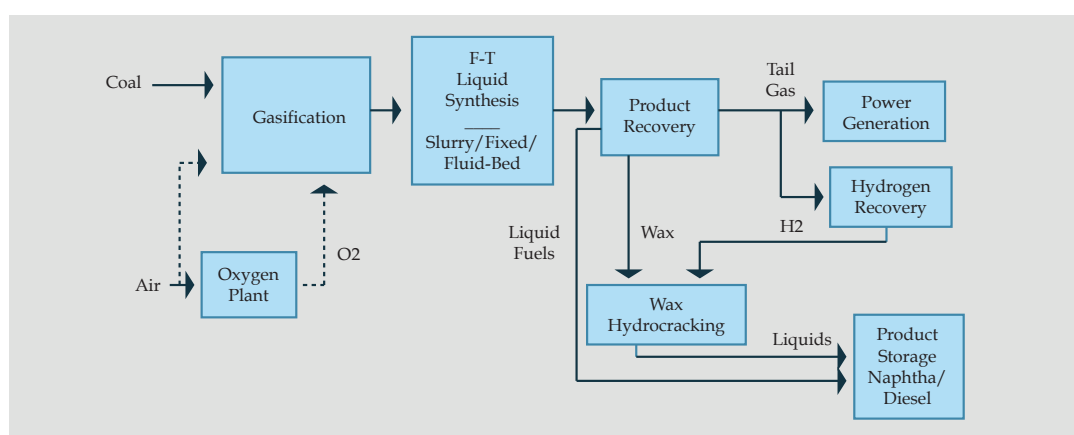 Coal
Gasification
F-T
Liquid
Synthesis
Slurry/Fixed/
Fluid-Bed
Product
Recovery
Tail
Gas
Power
Generation
Hydrogen
Recovery
H2
Wax
Liquid
Fuels
Air
Oxygen
Plant
O2
Wax
Hydrocracking
Liquids
Product
Storage
Naphtha/
Diesel